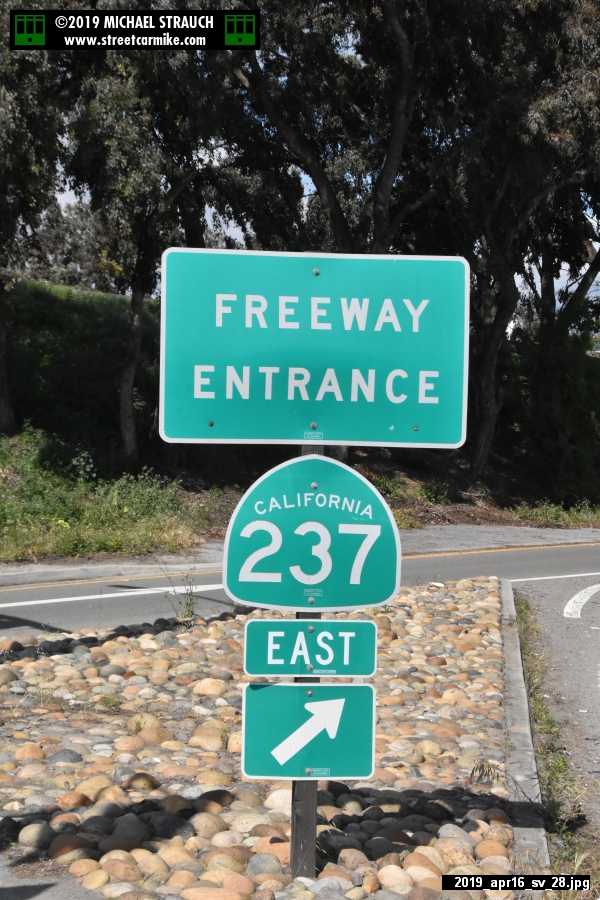 ©2019 MICHAEL STRAUCH
www.streetcarmike.com
FREEWAY
ENTRANCE
CALIFORNIA
237
EAST
2019_apr16_sv_28.jpg